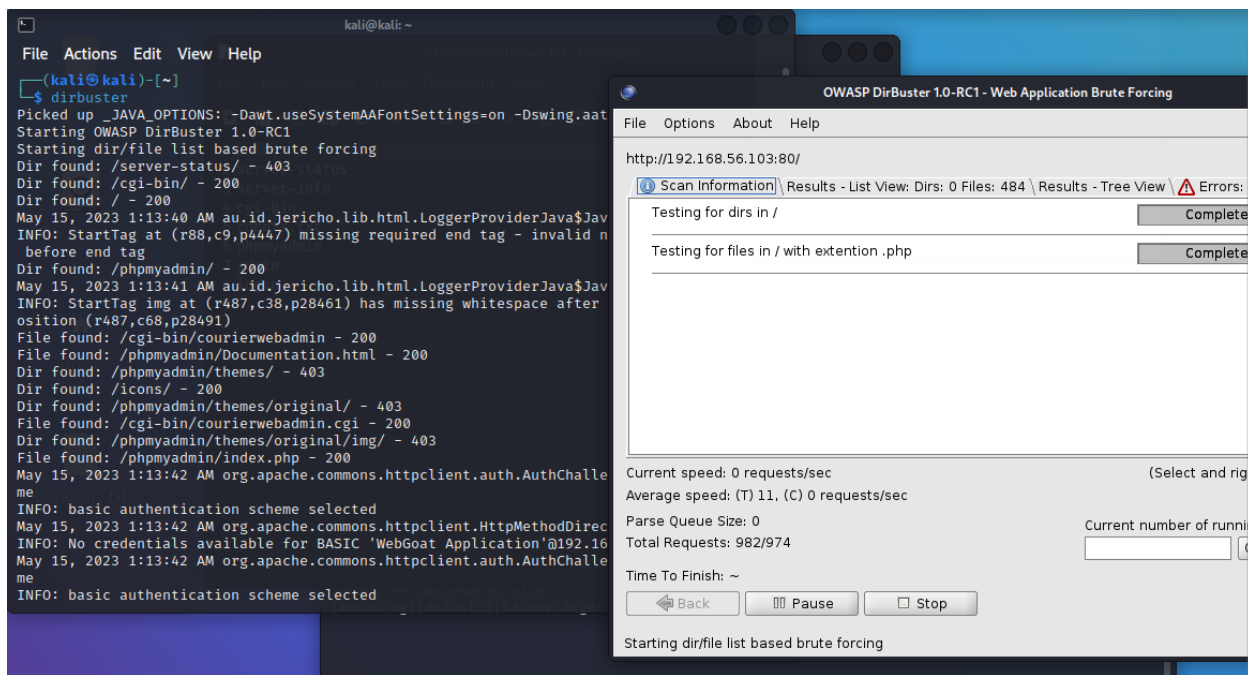 kali@kali: ~
File Actions Edit View Help
(kali㉿kali)-[~]
$ dirbuster
Picked up _JAVA_OPTIONS: -Dawt.useSystemAAFontSettings=on -Dswing.aat
Starting OWASP DirBuster 1.0-RC1
Starting dir/file list based brute forcing
Dir found: /server-status/ - 403
Dir found: /cgi-bin/ - 200
Dir found: / - 200
May 15, 2023 1:13:40 AM au.id.jericho.lib.html.LoggerProviderJava$Jav
INFO: StartTag at (r88,c9,p4447) missing required end tag - invalid n
before end tag
Dir found: /phpmyadmin/ - 200
May 15, 2023 1:13:41 AM au.id.jericho.lib.html.LoggerProviderJava$Jav
INFO: StartTag img at (r487,c38,p28461) has missing whitespace after
osition (r487,c68,p28491)
File found: /cgi-bin/courierwebadmin - 200
File found: /phpmyadmin/Documentation.html - 200
Dir found: /phpmyadmin/themes/ - 403
Dir found: /icons/ - 200
Dir found: /phpmyadmin/themes/original/ - 403
File found: /cgi-bin/courierwebadmin.cgi - 200
Dir found: /phpmyadmin/themes/original/img/ - 403
File found: /phpmyadmin/index.php - 200
May 15, 2023 1:13:42 AM org.apache.commons.httpclient.auth.AuthChalle
me
INFO: basic authentication scheme selected
May 15, 2023 1:13:42 AM org.apache.commons.httpclient.HttpMethodDirec
INFO: No credentials available for BASIC 'WebGoat Application'@192.16
May 15, 2023 1:13:42 AM org.apache.commons.httpclient.auth.AuthChalle
me
INFO: basic authentication scheme selected
OWASP DirBuster 1.0-RC1 - Web Application Brute Forcing
File Options About Help
http://192.168.56.103:80/
Scan Information Results - List View: Dirs: 0 Files: 484 Results - Tree View Errors:
Testing for dirs in / Complete
Testing for files in / with extention .php Complete
Current speed: 0 requests/sec (Select and rig
Average speed: (T) 11, (C) 0 requests/sec
Parse Queue Size: 0
Current number of runni
Total Requests: 982/974
Time To Finish: ~
Back Pause Stop
Starting dir/file list based brute forcing